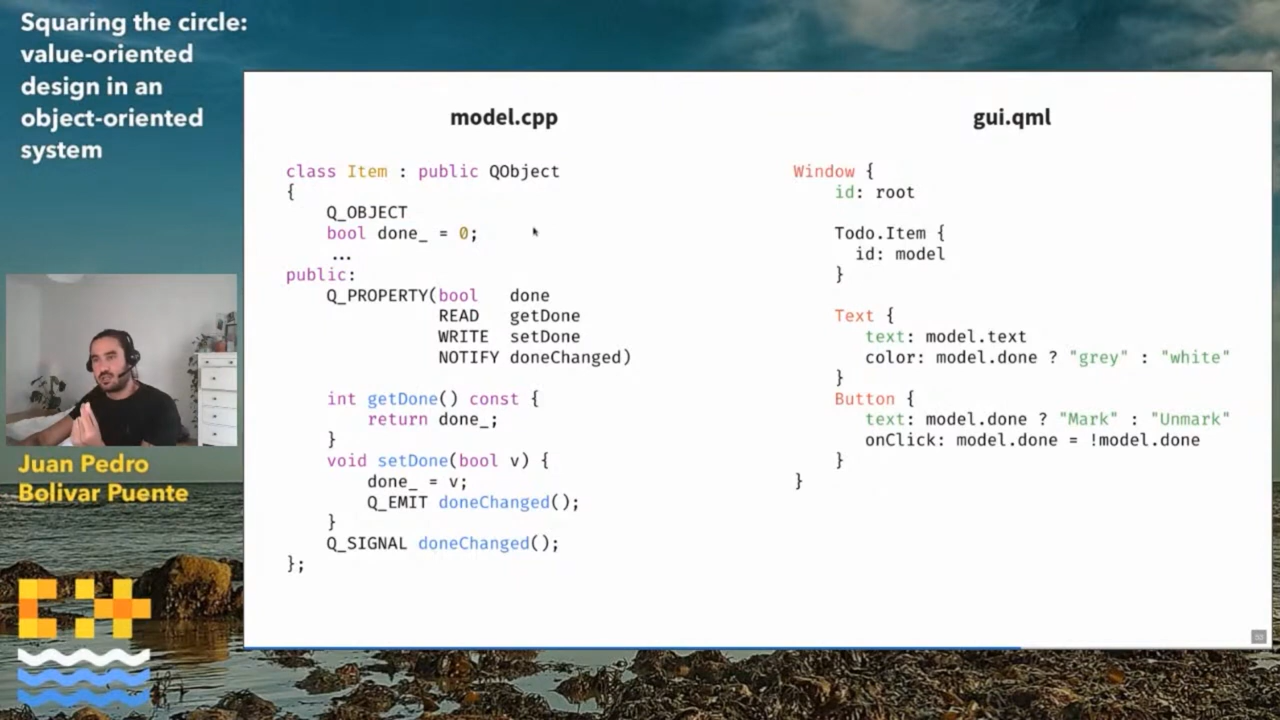 Squaring the circle:
value-oriented
design in an
object-oriented
system
model.cpp
class Item : public QObject
{
    Q_OBJECT
    bool done_ = 0;
    ...
public:
    Q_PROPERTY(bool   done
               READ   getDone
               WRITE  setDone
               NOTIFY doneChanged)
    int getDone() const {
        return done_;
    }
    void setDone(bool v) {
        done_ = v;
        Q_EMIT doneChanged();
    }
    Q_SIGNAL doneChanged();
};
gui.qml
Window {
    id: root
    Todo.Item {
      id: model
    }
    Text {
       text: model.text
       color: model.done ? "grey" : "white"
    }
    Button {
       text: model.done ? "Mark" : "Unmark"
       onClick: model.done = !model.done
    }
}
Juan Pedro
Bolivar Puente